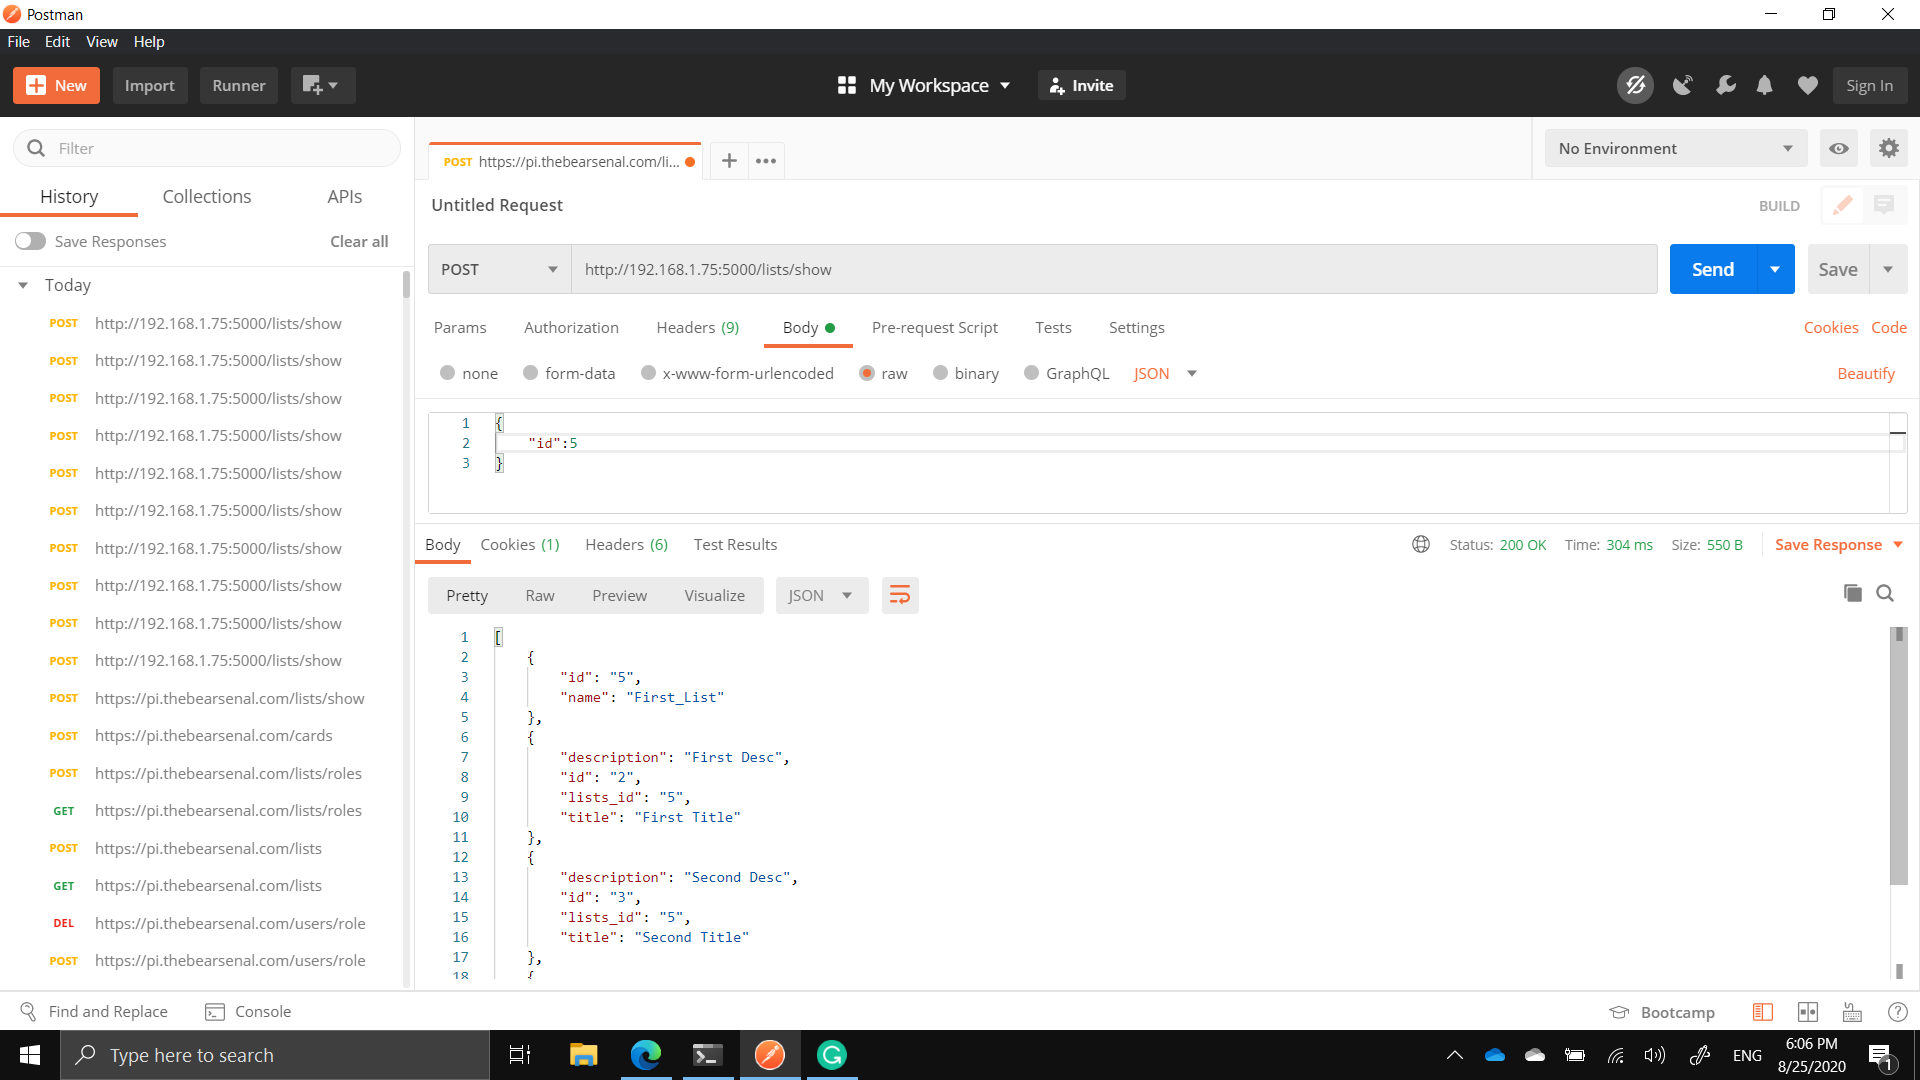 Postman
File Edit View Help
New Import Runner My Workspace Invite Sign In
Filter
History Collections APIs
Save Responses Clear all
Today
POST http://192.168.1.75:5000/lists/show
POST http://192.168.1.75:5000/lists/show
POST http://192.168.1.75:5000/lists/show
POST http://192.168.1.75:5000/lists/show
POST http://192.168.1.75:5000/lists/show
POST http://192.168.1.75:5000/lists/show
POST http://192.168.1.75:5000/lists/show
POST http://192.168.1.75:5000/lists/show
POST http://192.168.1.75:5000/lists/show
POST http://192.168.1.75:5000/lists/show
POST https://pi.thebearsenal.com/lists/show
POST https://pi.thebearsenal.com/cards
POST https://pi.thebearsenal.com/lists/roles
GET https://pi.thebearsenal.com/lists/roles
POST https://pi.thebearsenal.com/lists
GET https://pi.thebearsenal.com/lists
DEL https://pi.thebearsenal.com/users/role
POST https://pi.thebearsenal.com/users/role
POST https://pi.thebearsenal.com/li...
No Environment
Untitled Request
BUILD
POST http://192.168.1.75:5000/lists/show Send Save
Params Authorization Headers (9) Body Pre-request Script Tests Settings Cookies Code
none form-data x-www-form-urlencoded raw binary GraphQL JSON Beautify
1 {
2 "id":5
3 }
Body Cookies (1) Headers (6) Test Results Status: 200 OK Time: 304 ms Size: 550 B Save Response
Pretty Raw Preview Visualize JSON
1 [
2 {
3 "id": "5",
4 "name": "First_List"
5 },
6 {
7 "description": "First Desc",
8 "id": "2",
9 "lists_id": "5",
10 "title": "First Title"
11 },
12 {
13 "description": "Second Desc",
14 "id": "3",
15 "lists_id": "5",
16 "title": "Second Title"
17 },
18 {
Find and Replace Console Bootcamp
Type here to search
ENG
6:06 PM
8/25/2020
1